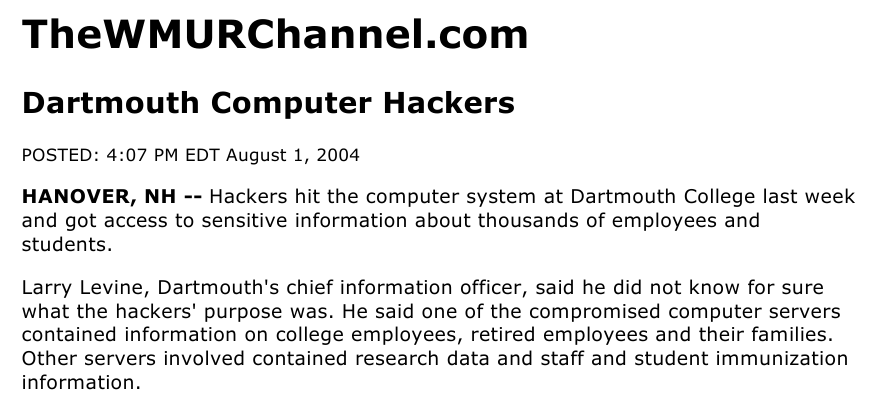 TheWMURChannel.com
Dartmouth Computer Hackers
POSTED: 4:07 PM EDT August 1, 2004
HANOVER, NH -- Hackers hit the computer system at Dartmouth College last week
and got access to sensitive information about thousands of employees and
students.
Larry Levine, Dartmouth's chief information officer, said he did not know for sure
what the hackers' purpose was. He said one of the compromised computer servers
contained information on college employees, retired employees and their families.
Other servers involved contained research data and staff and student immunization
information.